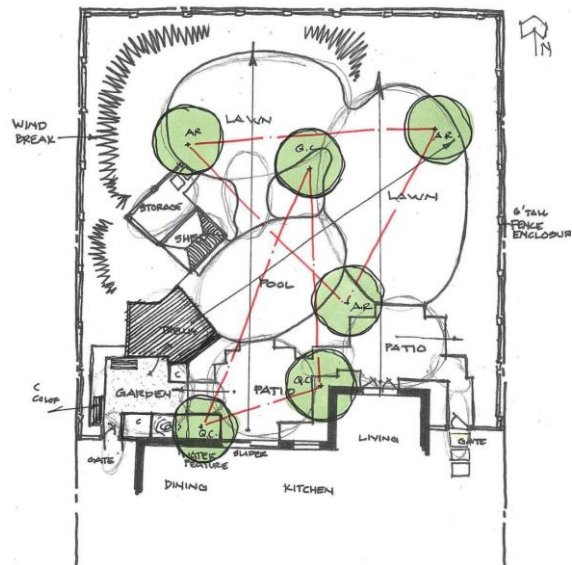 N
LAWN
WIND
BREAK
A.R
Q.C.
A.R.
STORAGE
SHED
LAWN
6' TALL
FENCE
ENCLOSURE
POOL
A.R
PATIO
C
COLOR
GARDEN
C
PATIO
Q.C.
C
Q.C.
LIVING
GATE
GATE
WATER
FEATURE
SLIDER
DINING
KITCHEN